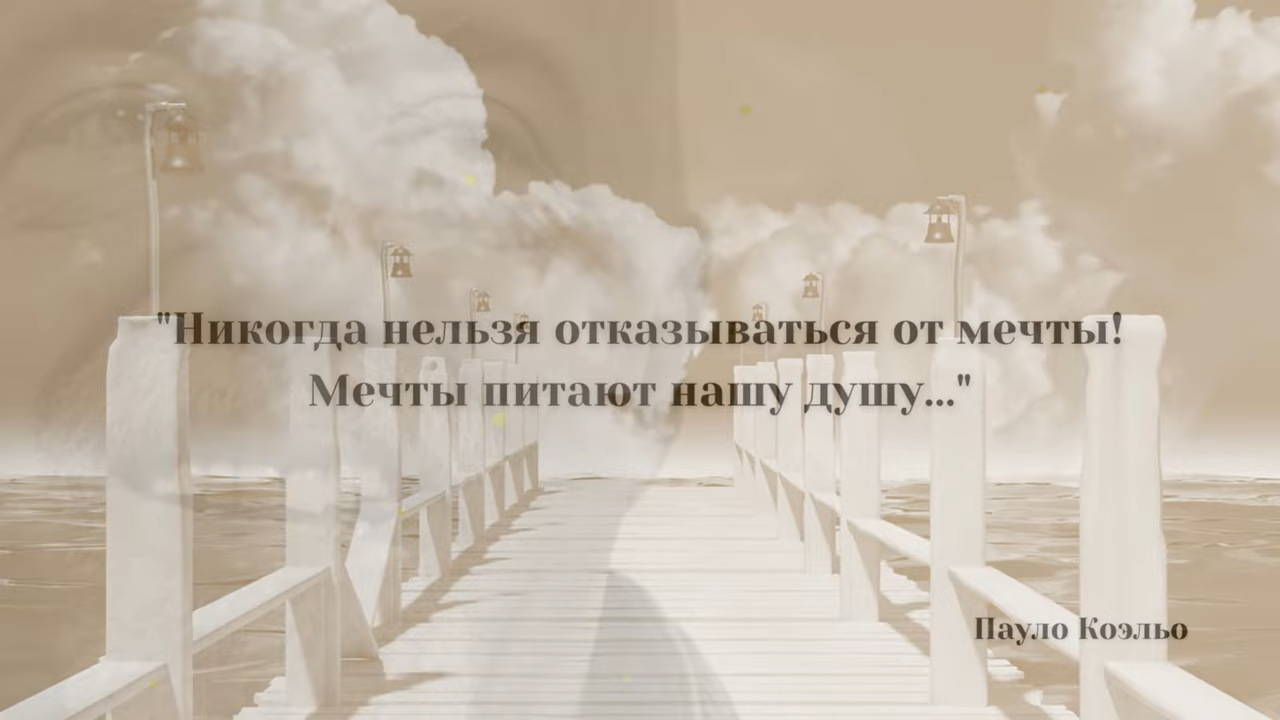 "Никогда нельзя отказываться от мечты!
Мечты питают нашу душу..."
Пауло Коэльо